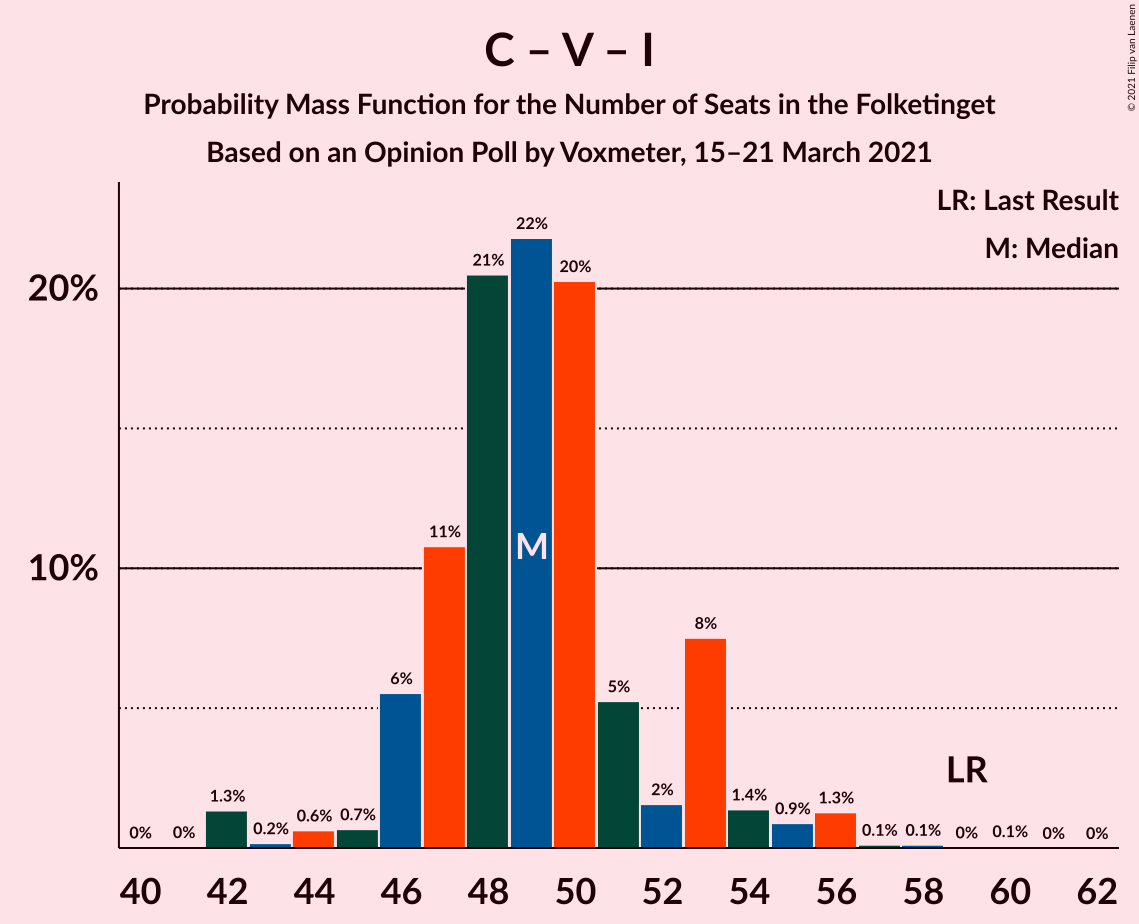 C – V – I
Probability Mass Function for the Number of Seats in the Folketinget
Based on an Opinion Poll by Voxmeter, 15–21 March 2021
© 2021 Filip van Laenen
LR: Last Result
M: Median
20%
10%
0% 0% 1.3% 0.2% 0.6% 0.7% 6% 11% 21% 22% 20% 5% 2% 8% 1.4% 0.9% 1.3% 0.1% 0.1% 0% 0.1% 0% 0%
M
LR
40 42 44 46 48 50 52 54 56 58 60 62